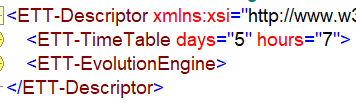 <ETT-Descriptor xmlns:xsi="http://www.w3
<ETT-TimeTable days="5" hours="7">
<ETT-EvolutionEngine>
</ETT-Descriptor>